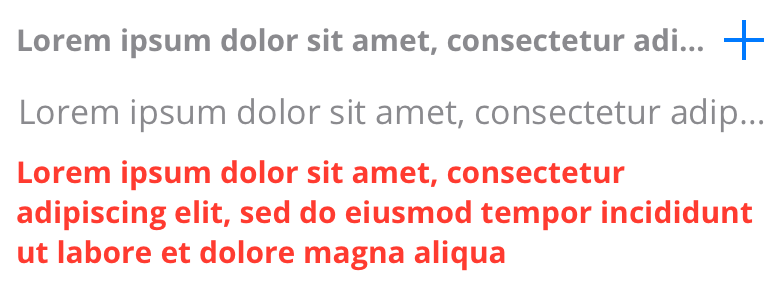 Lorem ipsum dolor sit amet, consectetur adi...
Lorem ipsum dolor sit amet, consectetur adip...
Lorem ipsum dolor sit amet, consectetur
adipiscing elit, sed do eiusmod tempor incididunt
ut labore et dolore magna aliqua